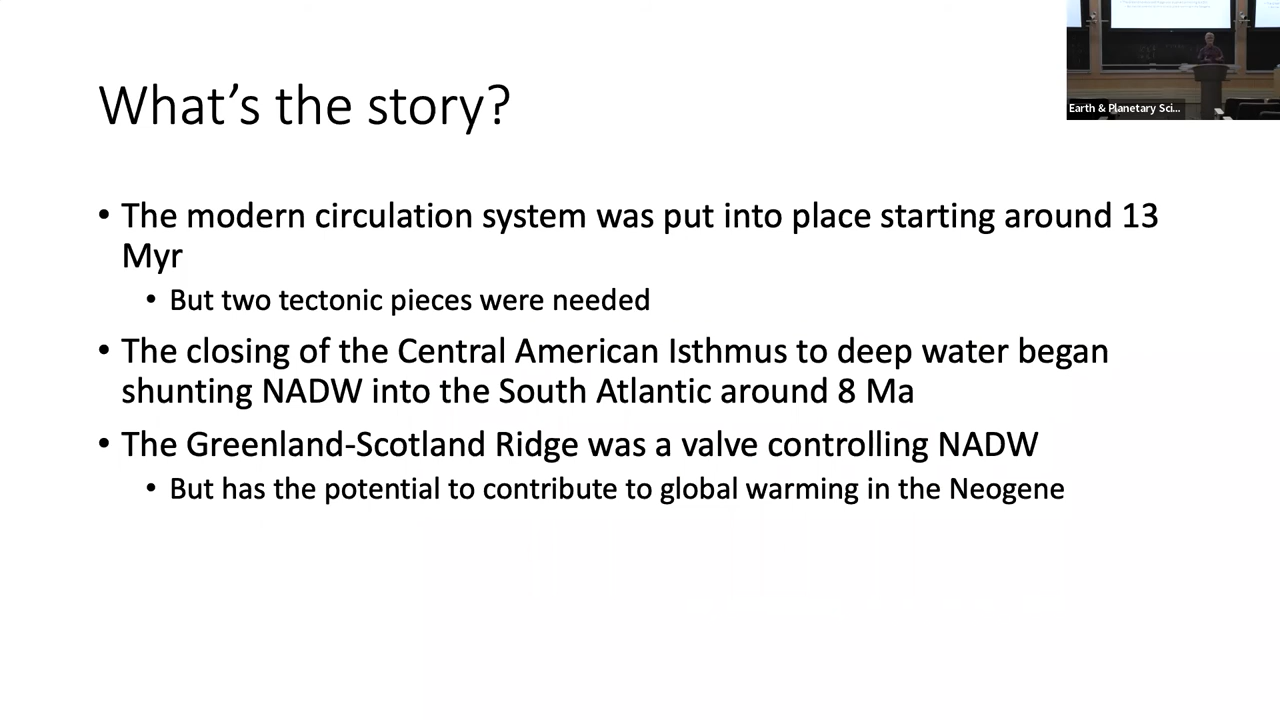 What's the story?
Earth & Planetary Sci...
• The modern circulation system was put into place starting around 13
Myr
• But two tectonic pieces were needed
• The closing of the Central American Isthmus to deep water began
shunting NADW into the South Atlantic around 8 Ma
• The Greenland-Scotland Ridge was a valve controlling NADW
• But has the potential to contribute to global warming in the Neogene